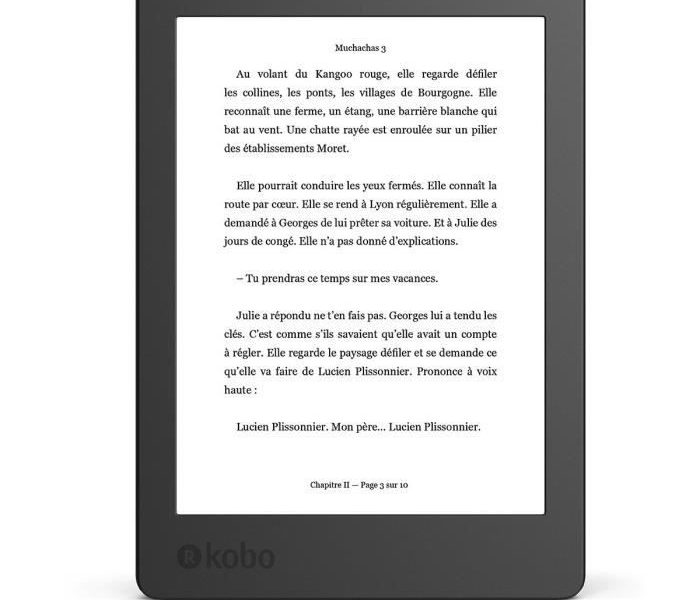 Muchachas 3
Au volant du Kangoo rouge, elle regarde défiler
les collines, les ponts, les villages de Bourgogne. Elle
reconnaît une ferme, un étang, une barrière blanche qui
bat au vent. Une chatte rayée est enroulée sur un pilier
des établissements Moret.
Elle pourrait conduire les yeux fermés. Elle connaît la
route par cœur. Elle se rend à Lyon régulièrement. Elle a
demandé à Georges de lui prêter sa voiture. Et à Julie des
jours de congé. Elle n’a pas donné d’explications.
– Tu prendras ce temps sur mes vacances.
Julie a répondu ne t’en fais pas. Georges lui a tendu les
clés. C’est comme s’ils savaient qu’elle avait un compte
à régler. Elle regarde le paysage défiler et se demande ce
qu’elle va faire de Lucien Plissonnier. Prononce à voix
haute :
Lucien Plissonnier. Mon père... Lucien Plissonnier.
Chapitre II — Page 3 sur 10
R kobo